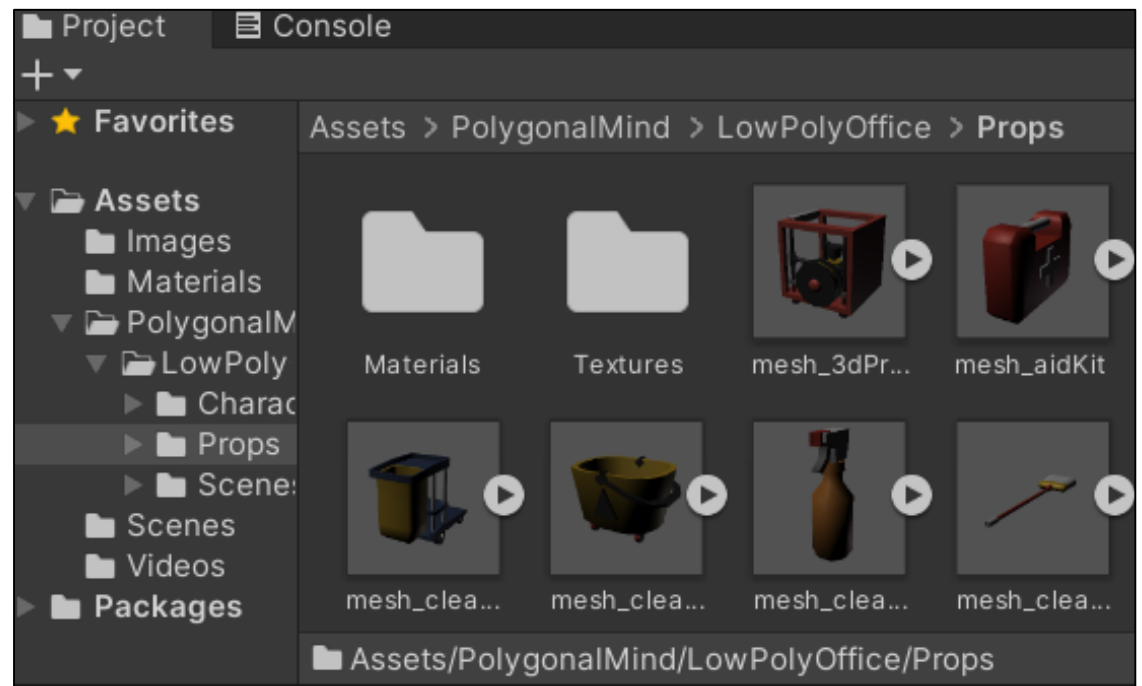 Project
Console
Favorites
Assets
Images
Materials
PolygonalM
LowPoly
Charac
Props
Scenes
Scenes
Videos
Packages
Assets > PolygonalMind > LowPolyOffice > Props
Materials
Textures
mesh_3dPr...
mesh_aidKit
mesh_clea...
mesh_clea...
mesh_clea...
mesh_clea...
Assets/PolygonalMind/LowPolyOffice/Props